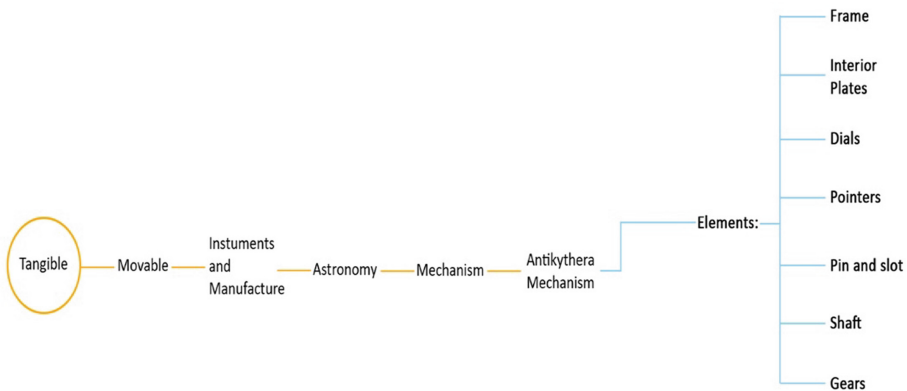 Tangible
Movable
Instuments
and
Manufacture
Astronomy
Mechanism
Antikythera
Mechanism
Elements:
Frame
Interior
Plates
Dials
Pointers
Pin and slot
Shaft
Gears